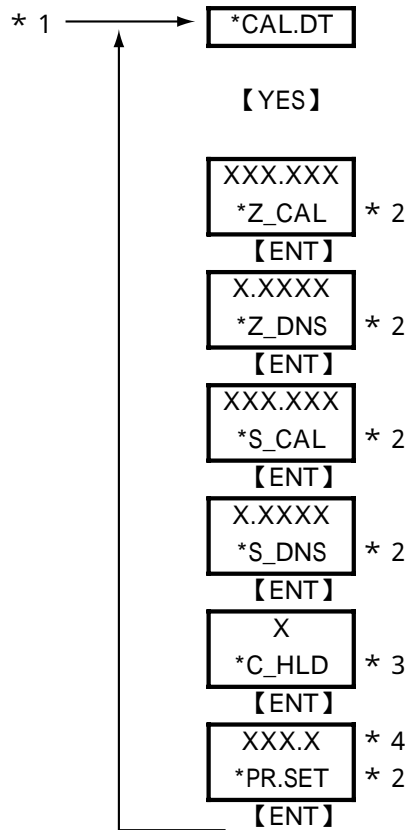 * 1 *CAL.DT
【YES】
XXX.XXX
*Z_CAL * 2
【ENT】
X.XXXX
*Z_DNS * 2
【ENT】
XXX.XXX
*S_CAL * 2
【ENT】
X.XXXX
*S_DNS * 2
【ENT】
X
*C_HLD * 3
【ENT】
XXX.X * 4
*PR.SET * 2
【ENT】